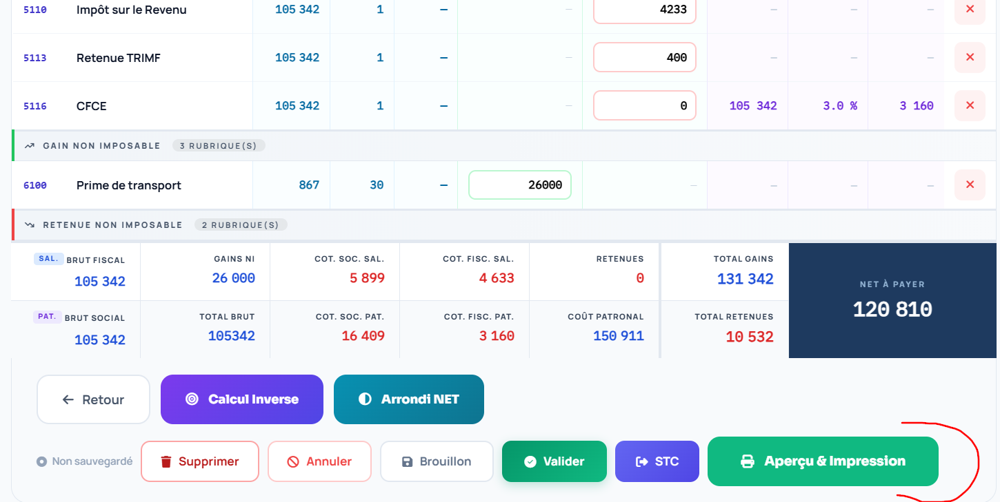 5110 Impôt sur le Revenu 105 342 1 – – 4233 – – – ×
5113 Retenue TRIMF 105 342 1 – – 400 – – – ×
5116 CFCE 105 342 1 – – 0 105 342 3.0 % 3 160 ×
GAIN NON IMPOSABLE 3 RUBRIQUE(S)
6100 Prime de transport 867 30 – 26000 – – – – ×
RETENUE NON IMPOSABLE 2 RUBRIQUE(S)
SAL. BRUT FISCAL GAINS NI COT. SOC. SAL. COT. FISC. SAL. RETENUES TOTAL GAINS
105 342 26 000 5 899 4 633 0 131 342
NET À PAYER
120 810
PAT. BRUT SOCIAL TOTAL BRUT COT. SOC. PAT. COT. FISC. PAT. COÛT PATRONAL TOTAL RETENUES
105 342 105342 16 409 3 160 150 911 10 532
Retour Calcul Inverse Arrondi NET
Non sauvegardé Supprimer Annuler Brouillon Valider STC Aperçu & Impression